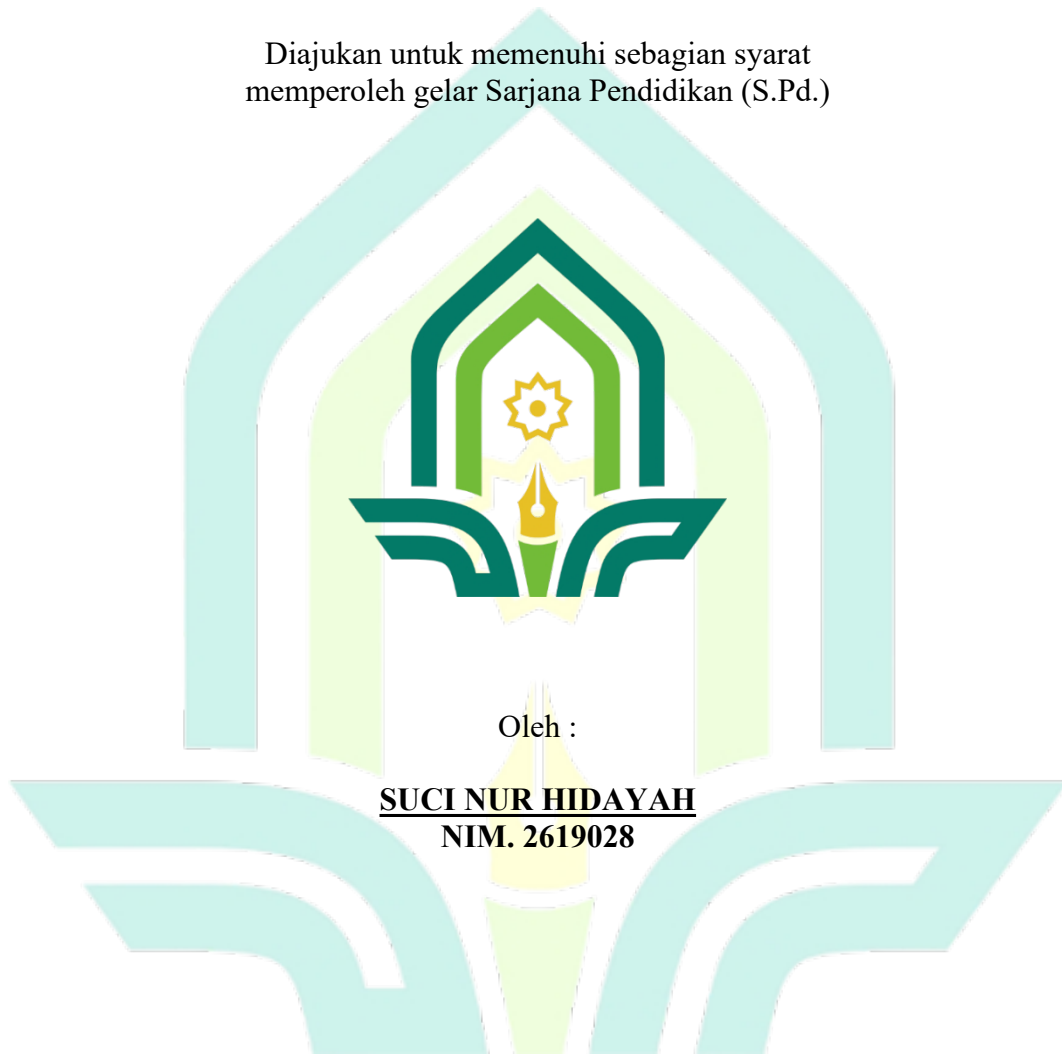 Diajukan untuk memenuhi sebagian syarat
memperoleh gelar Sarjana Pendidikan (S.Pd.)
Oleh :
SUCI NUR HIDAYAH
NIM. 2619028